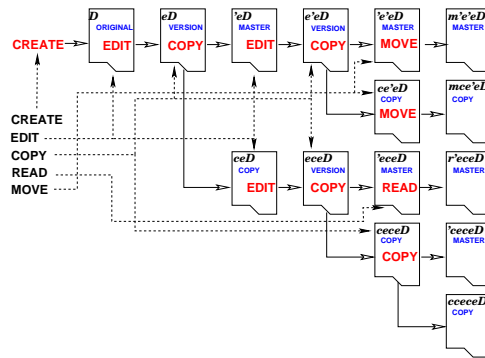 D
ORIGINAL
EDIT
eD
VERSION
COPY
'eD
MASTER
EDIT
e'eD
VERSION
COPY
'e'eD
MASTER
MOVE
m'e'eD
MASTER
CREATE
ce'eD
COPY
MOVE
mce'eD
COPY
CREATE
EDIT
COPY
READ
MOVE
ceD
COPY
EDIT
eceD
VERSION
COPY
'eceD
MASTER
READ
r'eceD
MASTER
ceceD
COPY
COPY
'ceceD
MASTER
cceceD
COPY